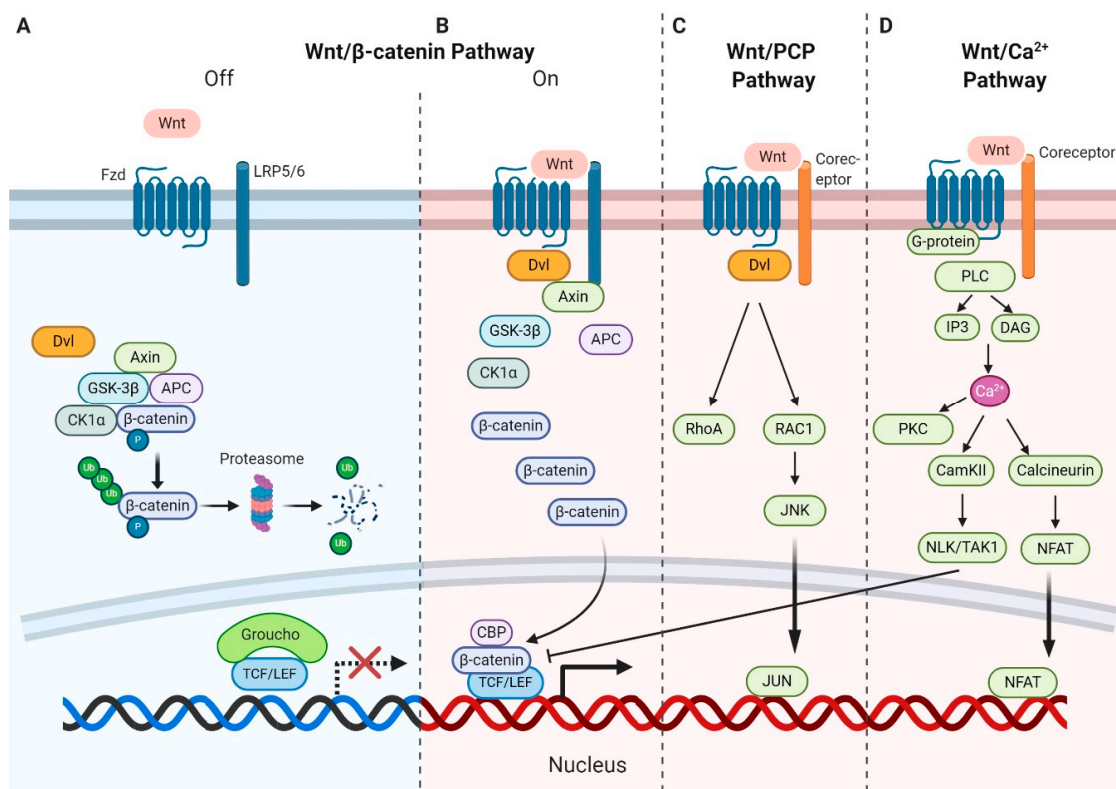 A
B
C
D
Wnt/β-catenin Pathway
Off
On
Wnt/PCP
Pathway
Wnt/Ca²⁺
Pathway
Wnt
Fzd
LRP5/6
Dvl
Axin
GSK-3β
APC
CK1α
β-catenin
P
Ub
Ub
Ub
β-catenin
P
Proteasome
Ub
Ub
Groucho
TCF/LEF
Wnt
Dvl
Axin
GSK-3β
APC
CK1α
β-catenin
β-catenin
β-catenin
CBP
β-catenin
TCF/LEF
Wnt
Corec-
eptor
Dvl
RhoA
RAC1
JNK
JUN
Wnt
Coreceptor
G-protein
PLC
IP3
DAG
Ca²⁺
PKC
CamKII
Calcineurin
NLK/TAK1
NFAT
NFAT
Nucleus